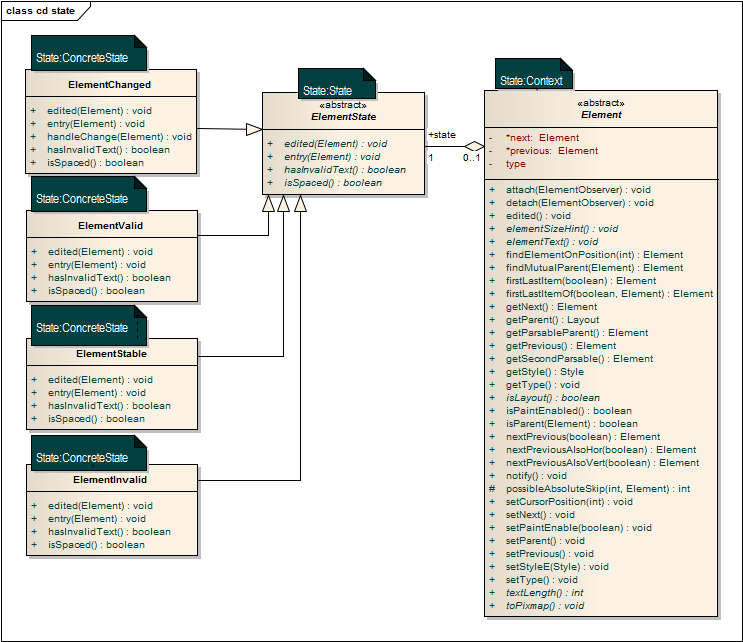 class cd state
State:ConcreteState
ElementChanged
+ edited(Element) : void
+ entry(Element) : void
+ handleChange(Element) : void
+ hasInvalidText() : boolean
+ isSpaced() : boolean
State:ConcreteState
ElementValid
+ edited(Element) : void
+ entry(Element) : void
+ hasInvalidText() : boolean
+ isSpaced() : boolean
State:ConcreteState
ElementStable
+ edited(Element) : void
+ entry(Element) : void
+ hasInvalidText() : boolean
+ isSpaced() : boolean
State:ConcreteState
ElementInvalid
+ edited(Element) : void
+ entry(Element) : void
+ hasInvalidText() : boolean
+ isSpaced() : boolean
State:State
«abstract»
ElementState
+ edited(Element) : void
+ entry(Element) : void
+ hasInvalidText() : boolean
+ isSpaced() : boolean
+state
1
0..1
State:Context
«abstract»
Element
- *next: Element
- *previous: Element
- type
+ attach(ElementObserver) : void
+ detach(ElementObserver) : void
+ edited() : void
+ elementSizeHint() : void
+ elementText() : void
+ findElementOnPosition(int) : Element
+ findMutualParent(Element) : Element
+ firstLastItem(boolean) : Element
+ firstLastItemOf(boolean, Element) : Element
+ getNext() : Element
+ getParent() : Layout
+ getParsableParent() : Element
+ getPrevious() : Element
+ getSecondParsable() : Element
+ getStyle() : Style
+ getType() : void
+ isLayout() : boolean
+ isPaintEnabled() : boolean
+ isParent(Element) : boolean
+ nextPrevious(boolean) : Element
+ nextPreviousAlsoHor(boolean) : Element
+ nextPreviousAlsoVert(boolean) : Element
+ notify() : void
# possibleAbsoluteSkip(int, Element) : int
+ setCursorPosition(int) : void
+ setNext() : void
+ setPaintEnable(boolean) : void
+ setParent() : void
+ setPrevious() : void
+ setStyleE(Style) : void
+ setType() : void
+ textLength() : int
+ toPixmap() : void